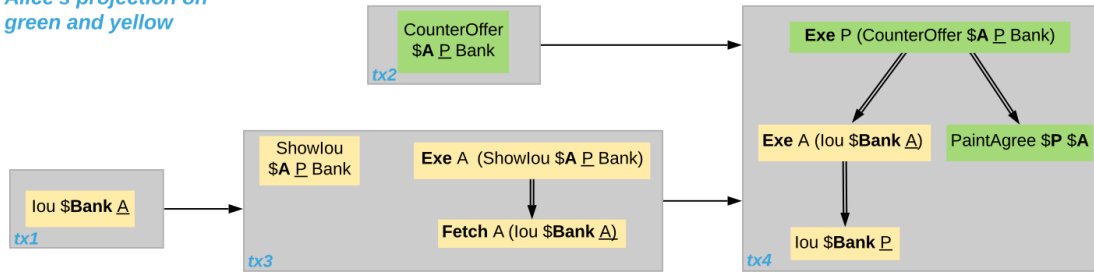 Alice's projection on
green and yellow
CounterOffer
$A P Bank
tx2
Exe P (CounterOffer $A P Bank)
Exe A (Iou $Bank A)
PaintAgree $P $A
Iou $Bank P
tx4
ShowIou
$A P Bank
Exe A (ShowIou $A P Bank)
Fetch A (Iou $Bank A)
tx3
Iou $Bank A
tx1